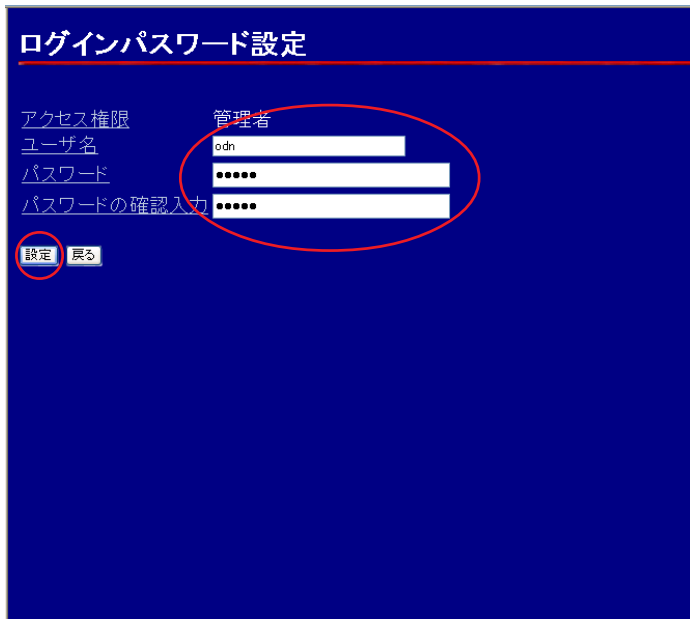 ログインパスワード設定
アクセス権限 管理者
ユーザ名 odn
パスワード •••••
パスワードの確認入力 •••••
設定 戻る